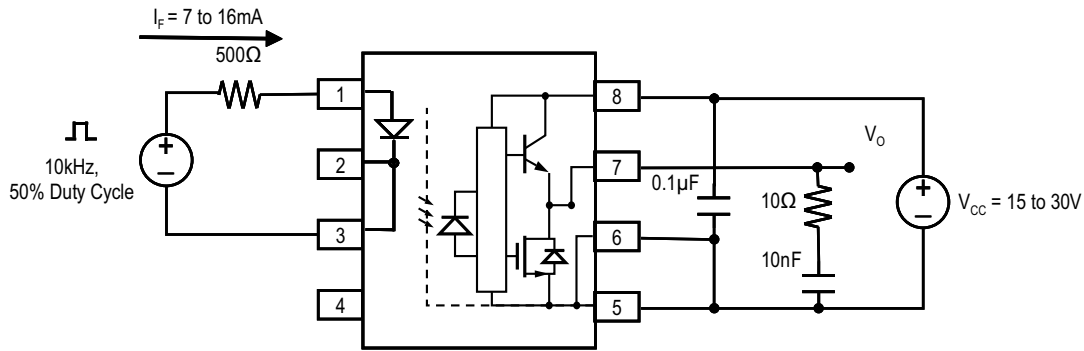 I_F = 7 to 16mA
500Ω
10kHz,
50% Duty Cycle
+
−
1
2
3
4
8
7
6
5
0.1µF
V_O
10Ω
10nF
+
−
V_CC = 15 to 30V